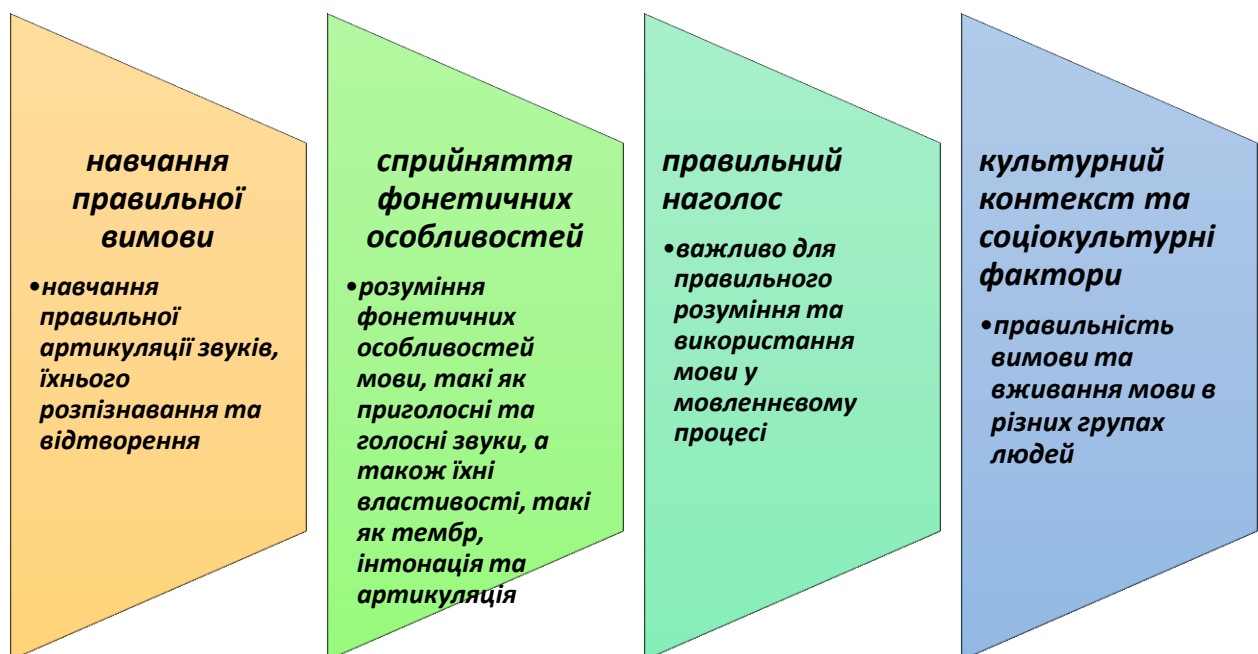 навчання
правильної
вимови
•навчання
правильної
артикуляції звуків,
їхнього
розпізнавання та
відтворення
сприйняття
фонетичних
особливостей
•розуміння
фонетичних
особливостей
мови, такі як
приголосні та
голосні звуки, а
також їхні
властивості, такі
як тембр,
інтонація та
артикуляція
правильний
наголос
•важливо для
правильного
розуміння та
використання
мови у
мовленнєвому
процесі
культурний
контекст та
соціокультурні
фактори
•правильність
вимови та
вживання мови в
різних групах
людей